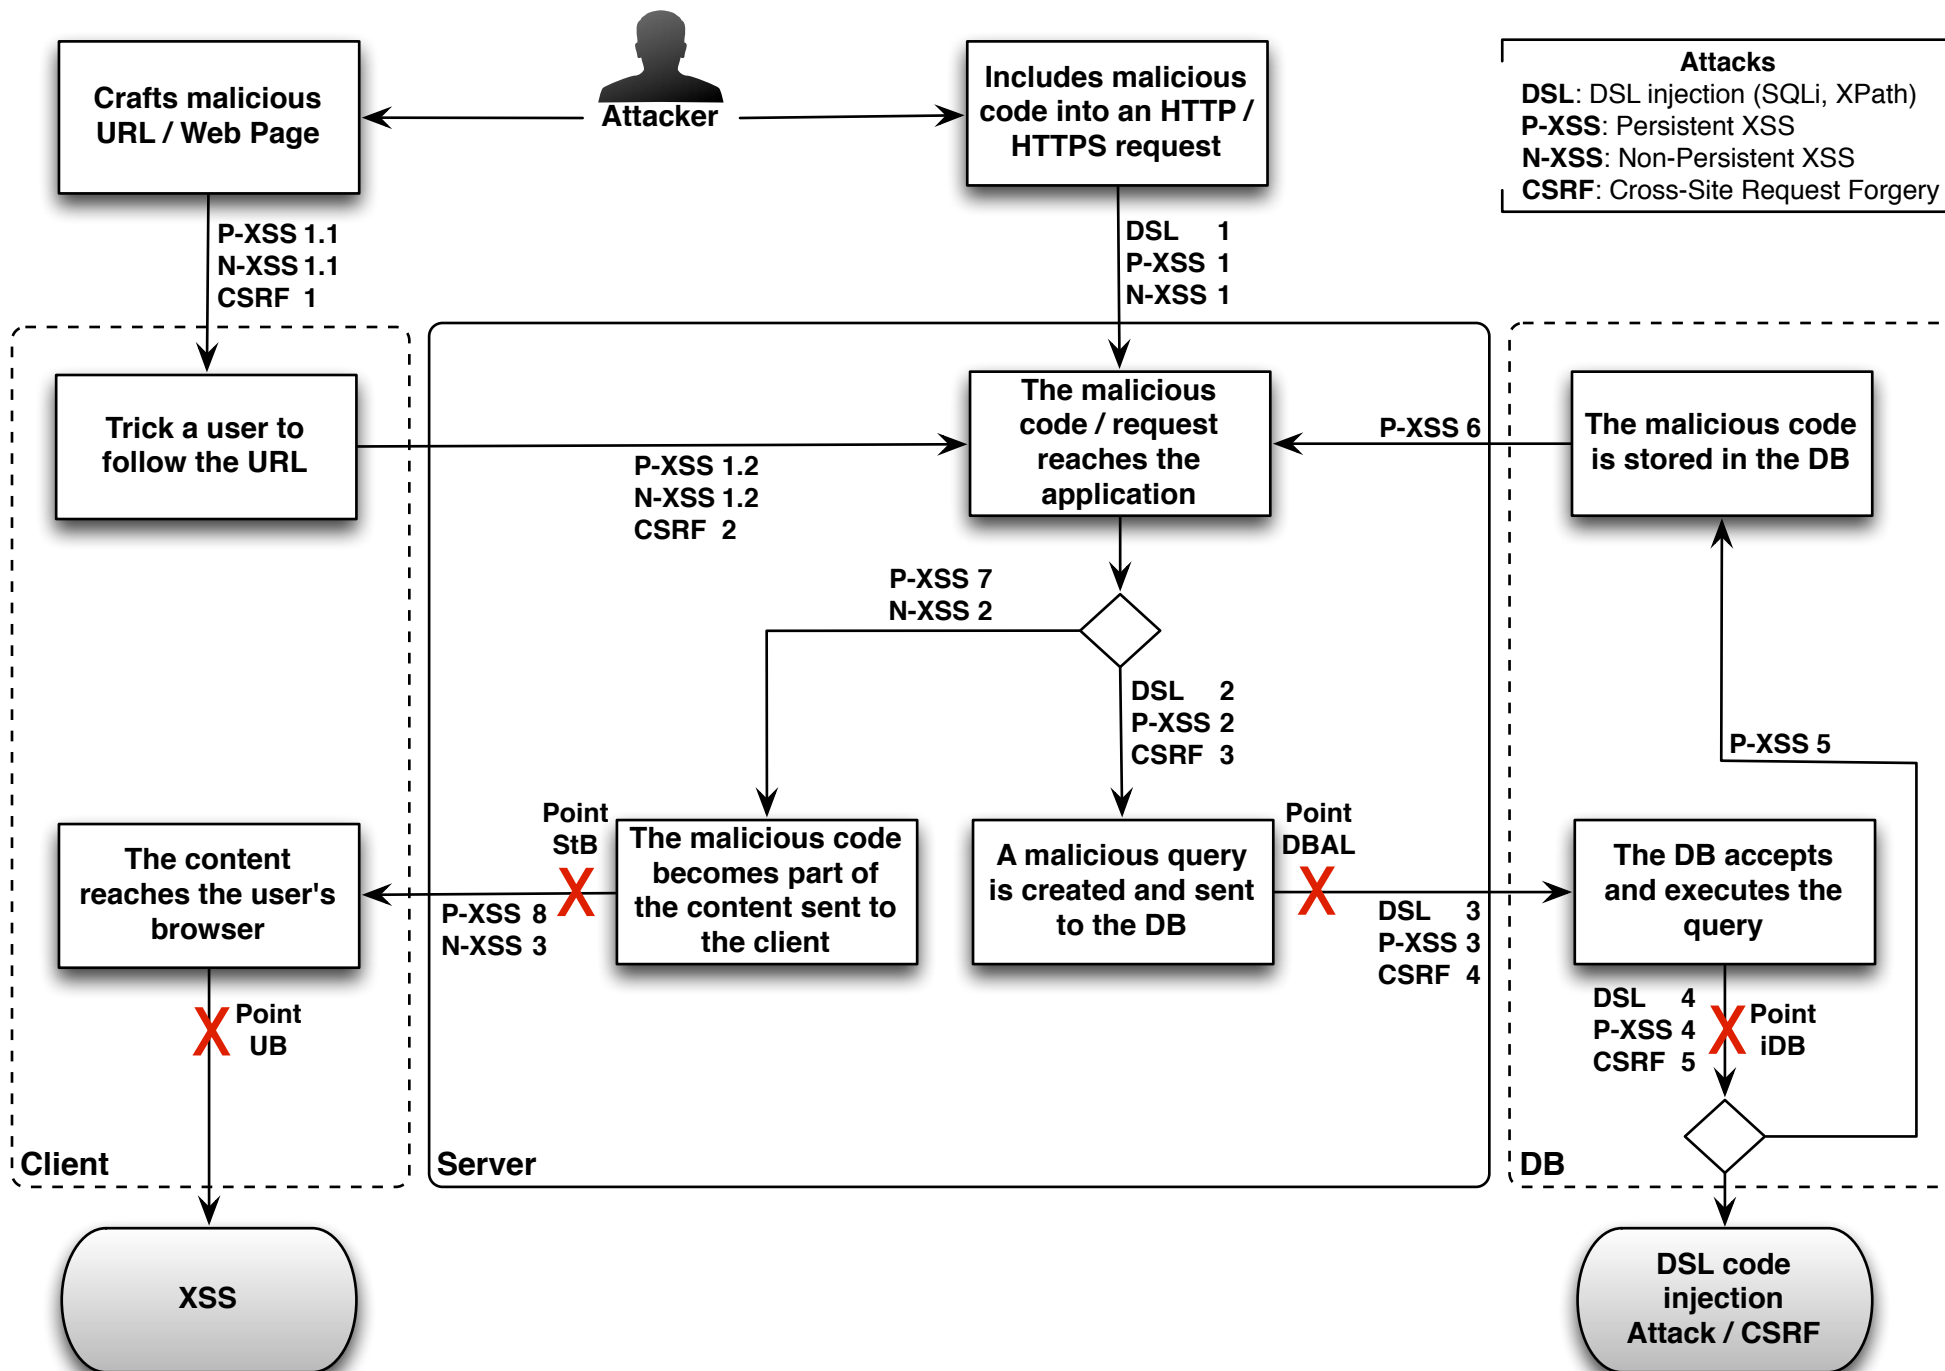 Crafts malicious
URL / Web Page
Attacker
Includes malicious
code into an HTTP /
HTTPS request
Attacks
DSL: DSL injection (SQLi, XPath)
P-XSS: Persistent XSS
N-XSS: Non-Persistent XSS
CSRF: Cross-Site Request Forgery
P-XSS 1.1
N-XSS 1.1
CSRF 1
DSL 1
P-XSS 1
N-XSS 1
Trick a user to
follow the URL
P-XSS 1.2
N-XSS 1.2
CSRF 2
The malicious
code / request
reaches the
application
P-XSS 6
The malicious code
is stored in the DB
P-XSS 7
N-XSS 2
DSL 2
P-XSS 2
CSRF 3
P-XSS 5
The content
reaches the user's
browser
Point
StB
X
P-XSS 8
N-XSS 3
The malicious code
becomes part of
the content sent to
the client
A malicious query
is created and sent
to the DB
Point
DBAL
X
DSL 3
P-XSS 3
CSRF 4
The DB accepts
and executes the
query
X
Point
UB
DSL 4
P-XSS 4
CSRF 5
X
Point
iDB
Client
Server
DB
XSS
DSL code
injection
Attack / CSRF